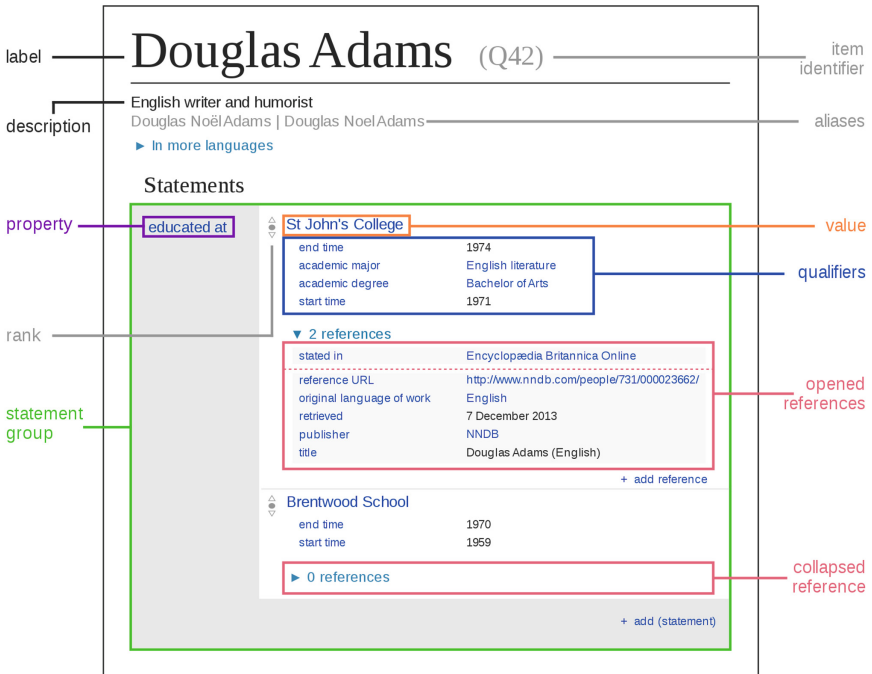 label
Douglas Adams (Q42)
item
identifier
description
English writer and humorist
Douglas Noël Adams | Douglas Noel Adams
aliases
► In more languages
Statements
property
educated at
St John's College
value
end time 1974
academic major English literature
academic degree Bachelor of Arts
start time 1971
qualifiers
rank
▼ 2 references
stated in Encyclopædia Britannica Online
reference URL http://www.nndb.com/people/731/000023662/
original language of work English
retrieved 7 December 2013
publisher NNDB
title Douglas Adams (English)
opened
references
statement
group
+ add reference
Brentwood School
end time 1970
start time 1959
► 0 references
collapsed
reference
+ add (statement)